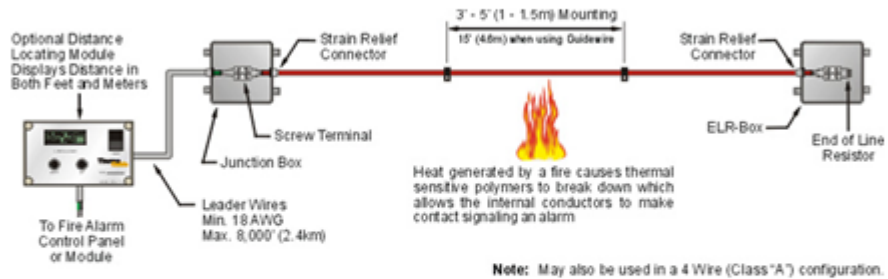 Optional Distance
Locating Module
Displays Distance in
Both Feet and Meters
Strain Relief
Connector
3' - 5' (1 - 1.5m) Mounting
15' (4.6m) when using Guidewire
Strain Relief
Connector
Screw Terminal
Junction Box
ELR-Box
End of Line
Resistor
Leader Wires
Min. 18 AWG
Max. 8,000' (2.4km)
Heat generated by a fire causes thermal
sensitive polymers to break down which
allows the internal conductors to make
contact signaling an alarm
To Fire Alarm
Control Panel
or Module
Note: May also be used in a 4 Wire (Class "A") configuration.